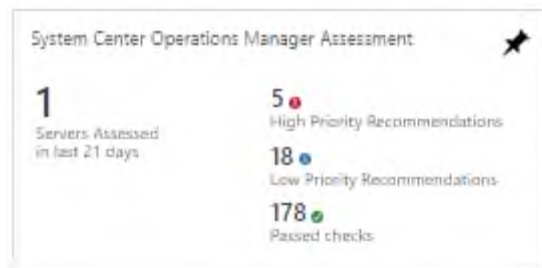 System Center Operations Manager Assessment
1
Servers Assessed
in last 21 days
5
High Priority Recommendations
18
Low Priority Recommendations
178
Passed checks